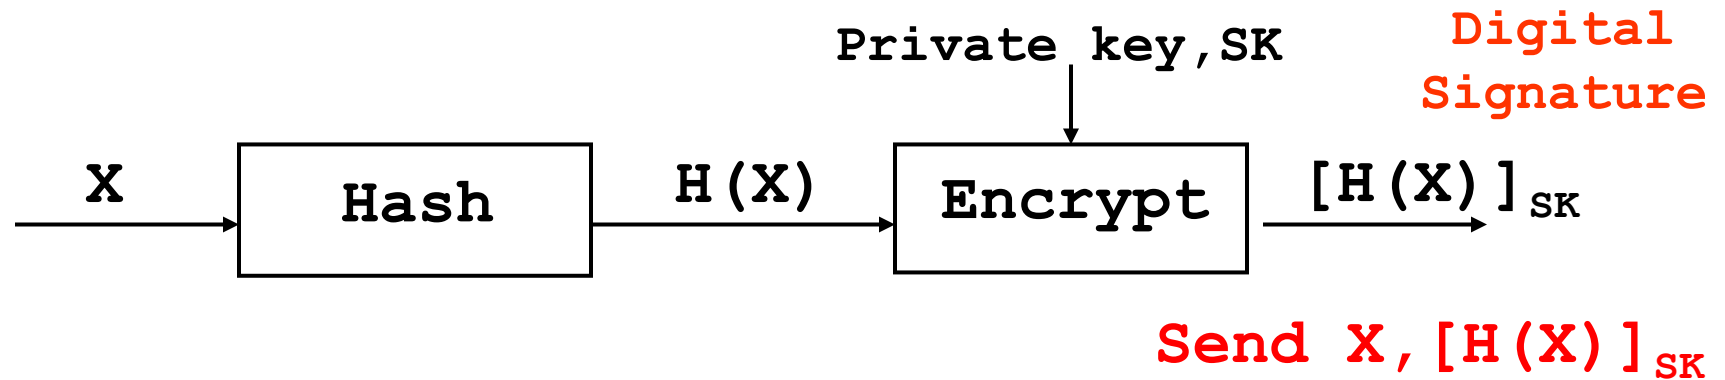 Digital
Signature
Private key,SK
X
Hash
H(X)
Encrypt
[H(X)]SK
Send X,[H(X)]SK